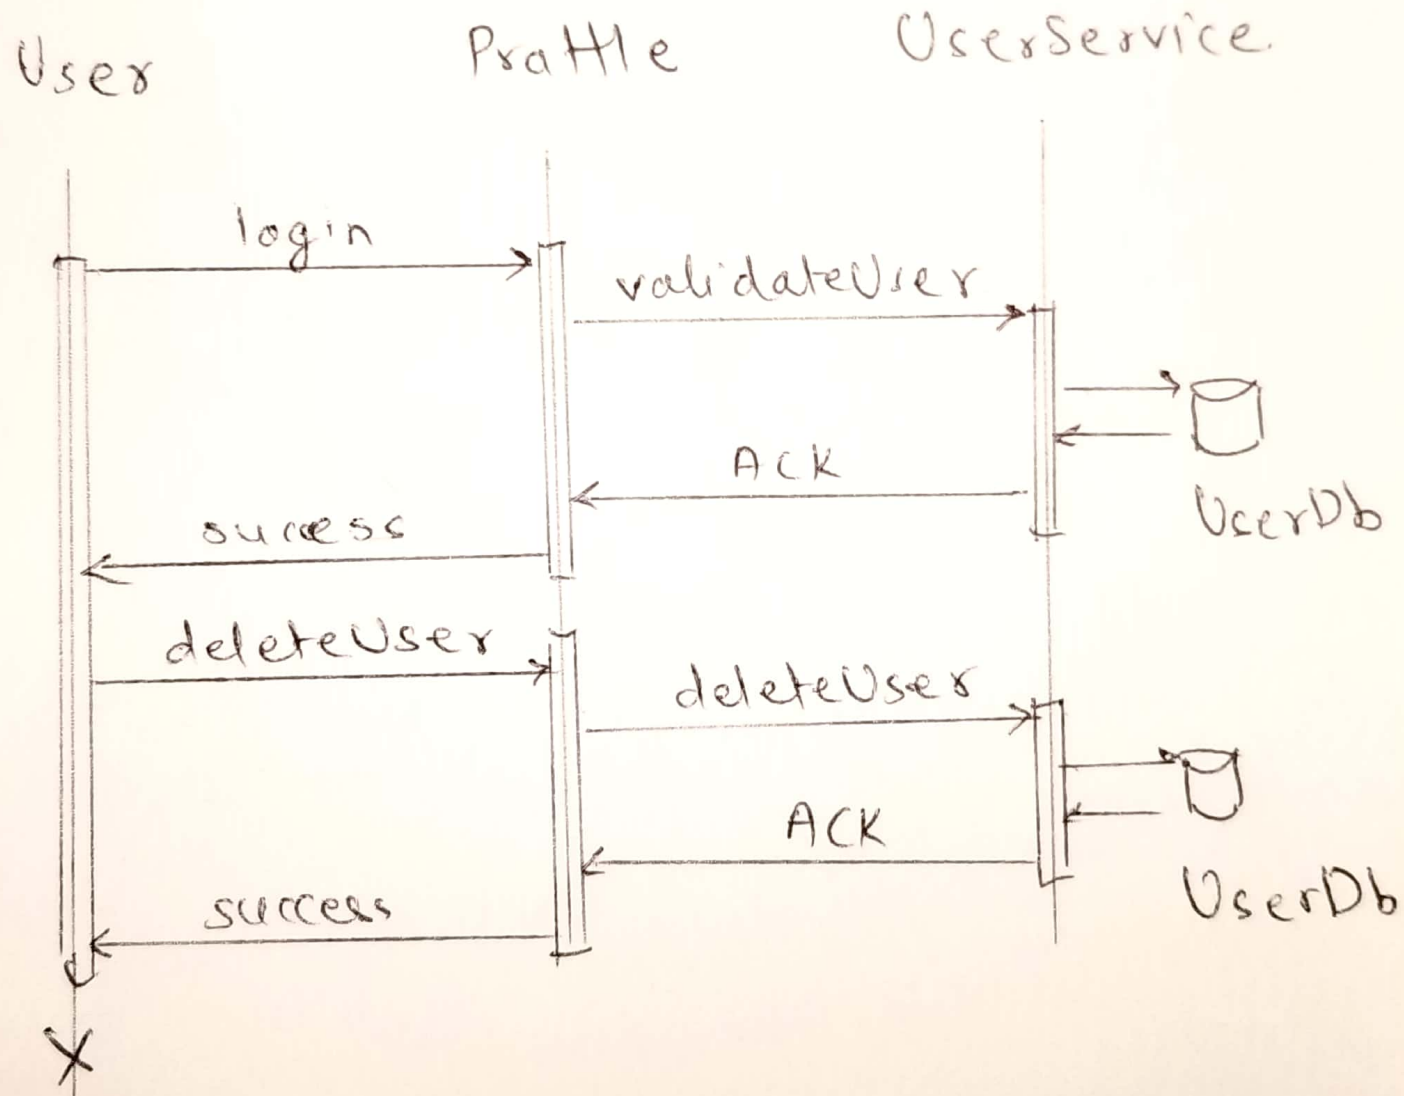 User Prattle UserService
login
validateUser
ACK
UserDb
success
deleteUser
deleteUser
ACK
UserDb
success